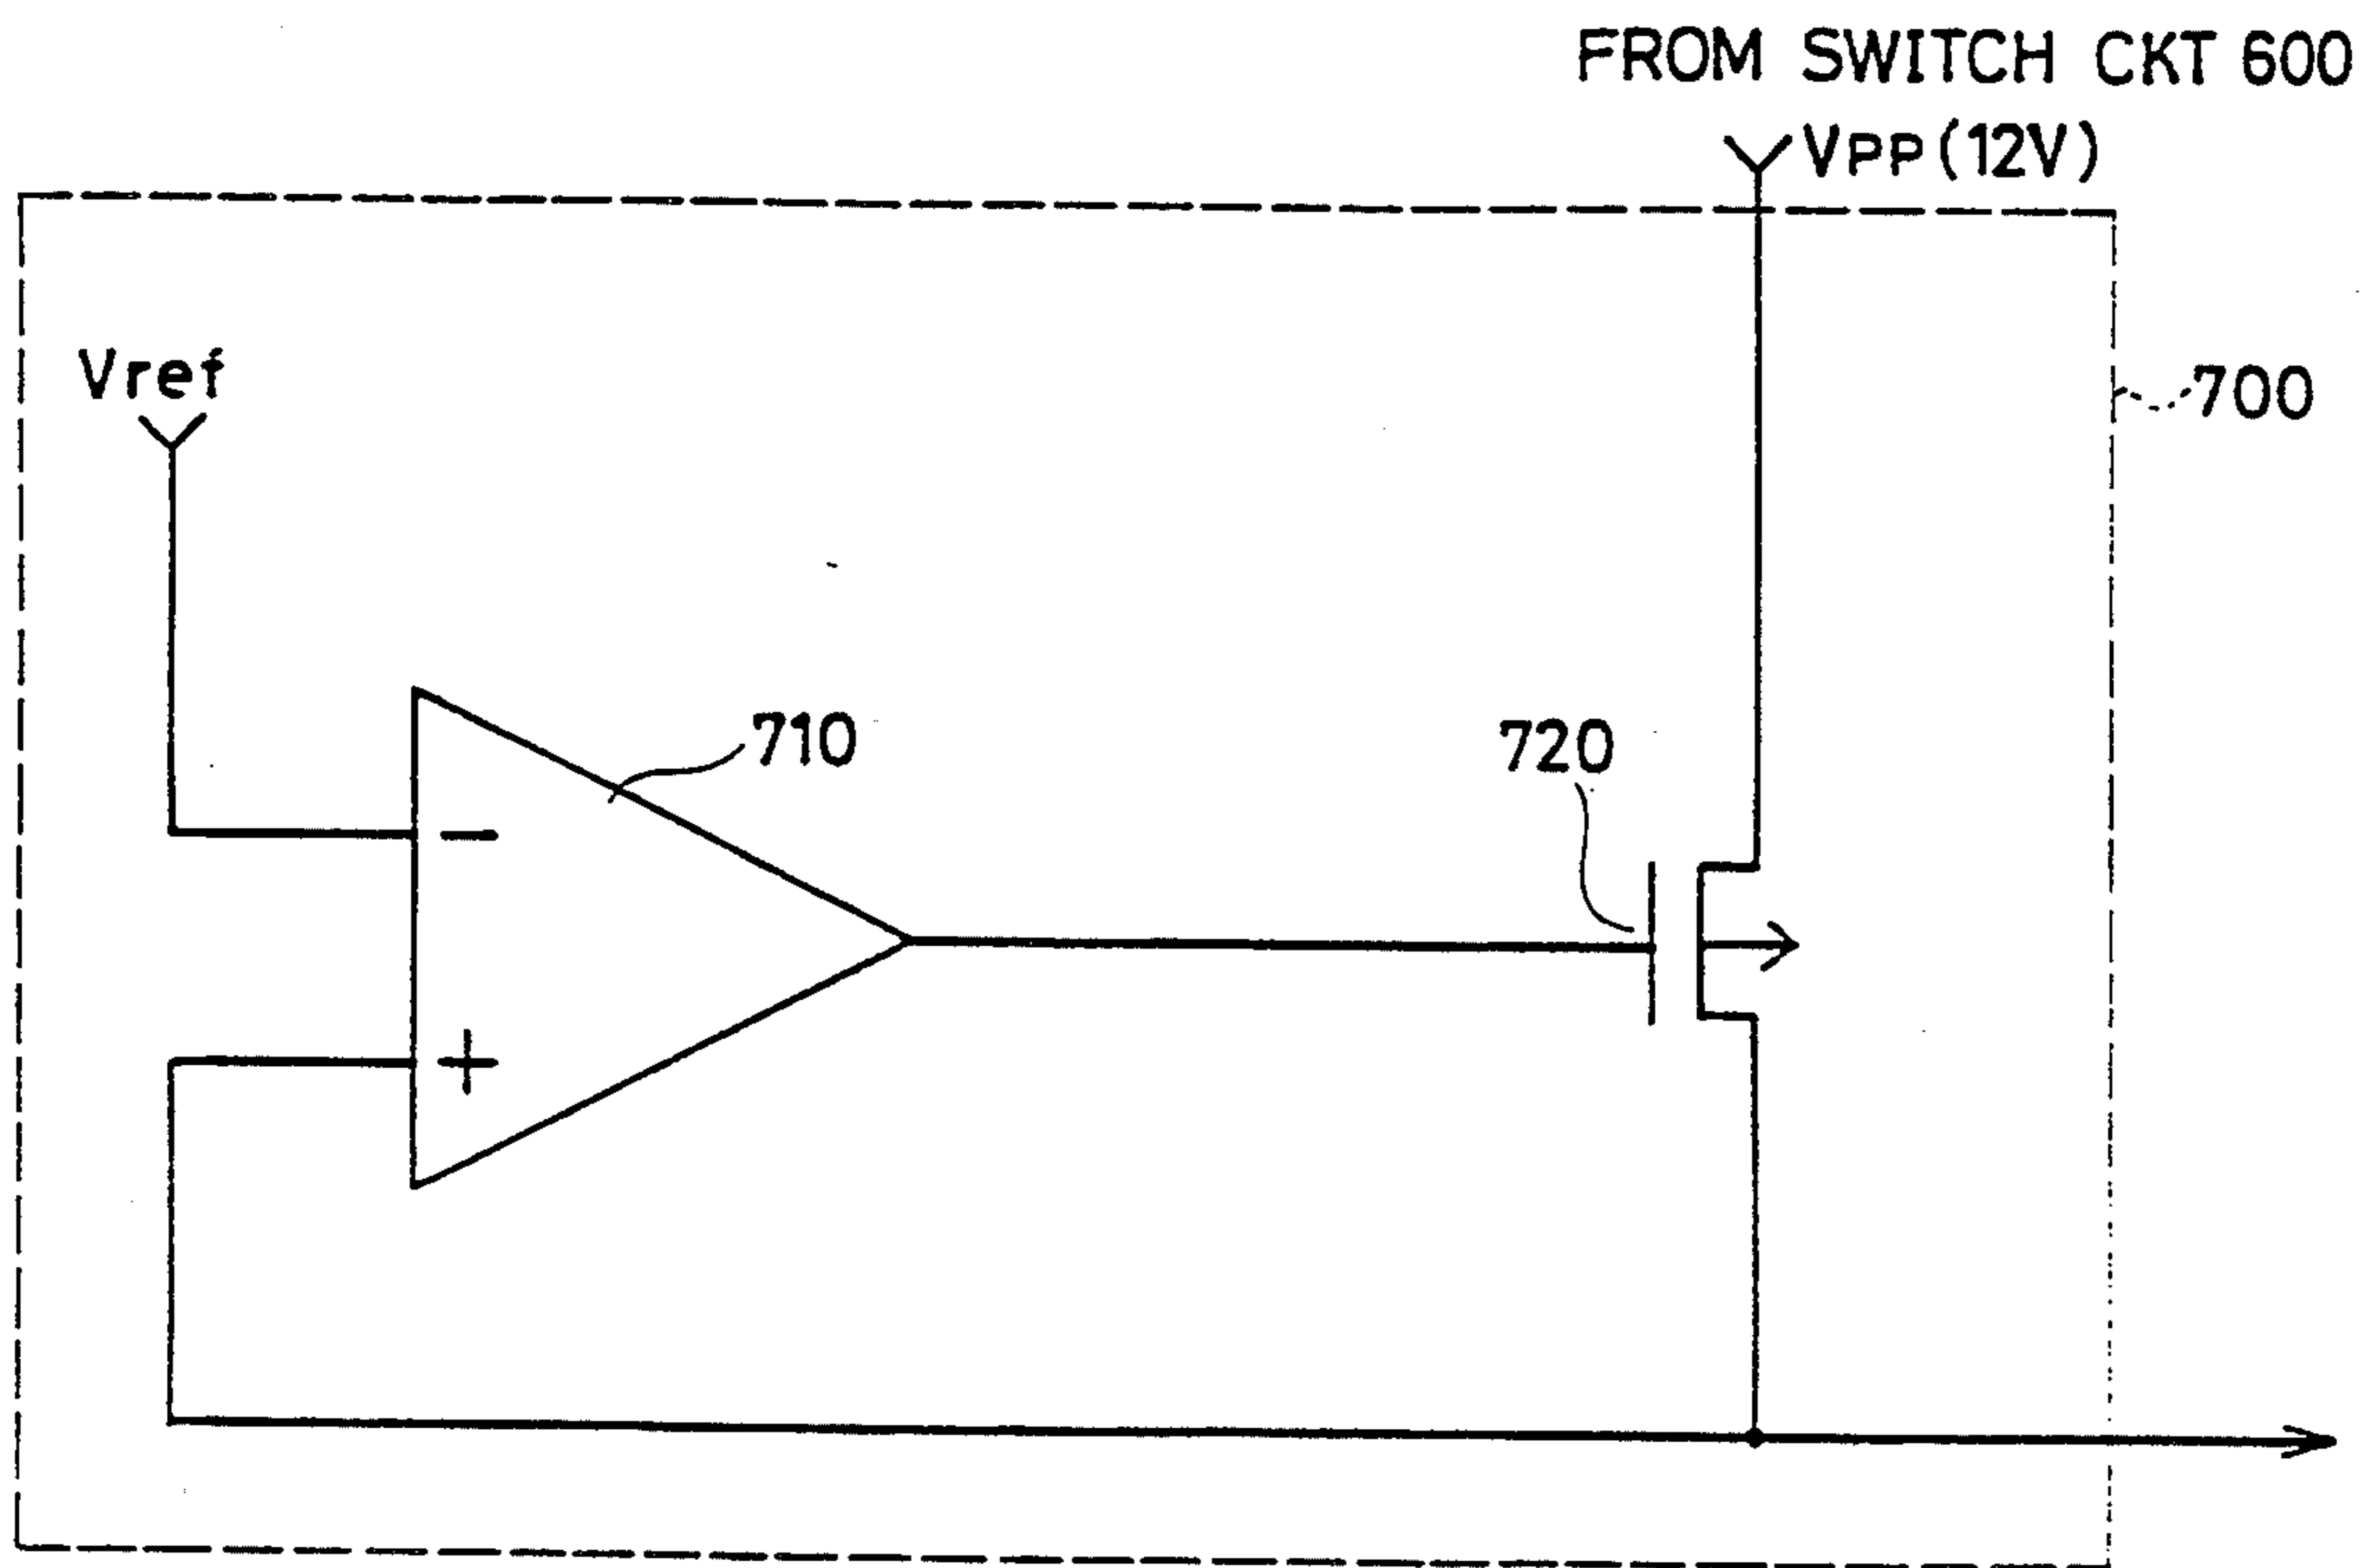 FROM SWITCH CKT 600
VPP(12V)
Vref
700
710
720
−
+